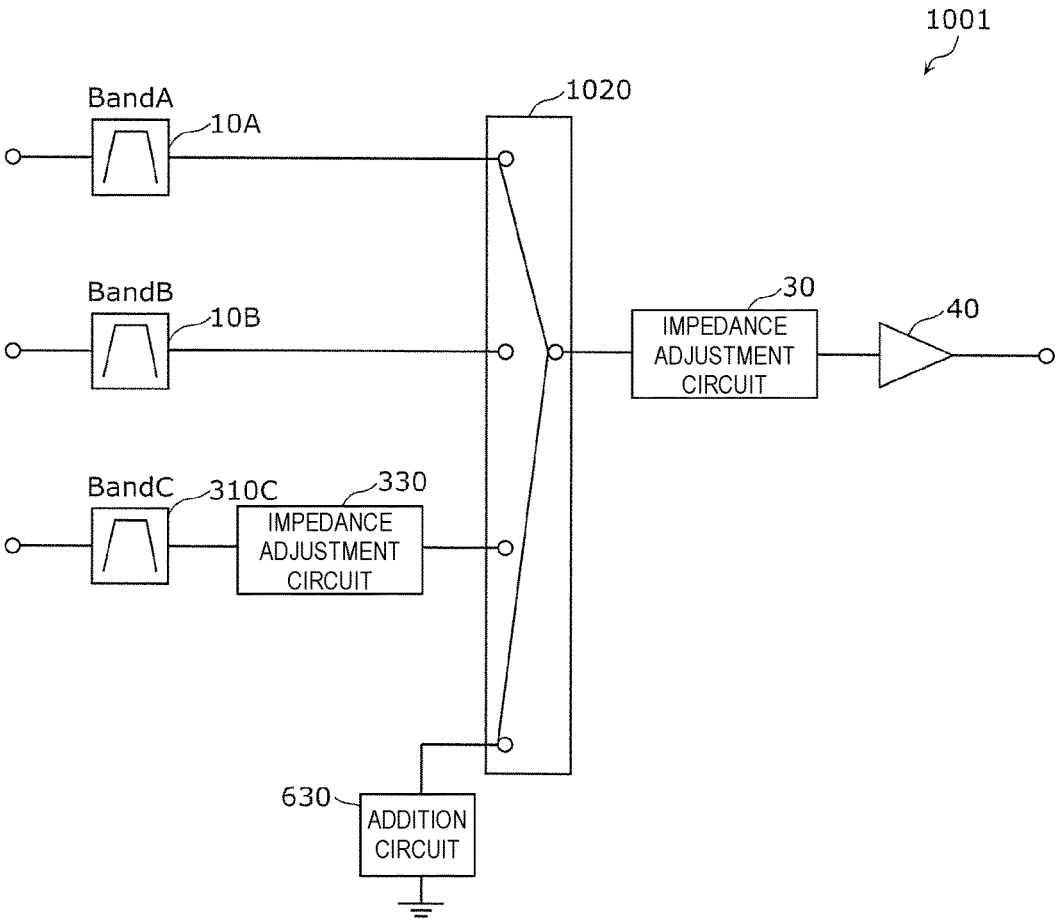 1001
BandA
10A
1020
BandB
10B
30
IMPEDANCE
ADJUSTMENT
CIRCUIT
40
BandC
310C
330
IMPEDANCE
ADJUSTMENT
CIRCUIT
630
ADDITION
CIRCUIT